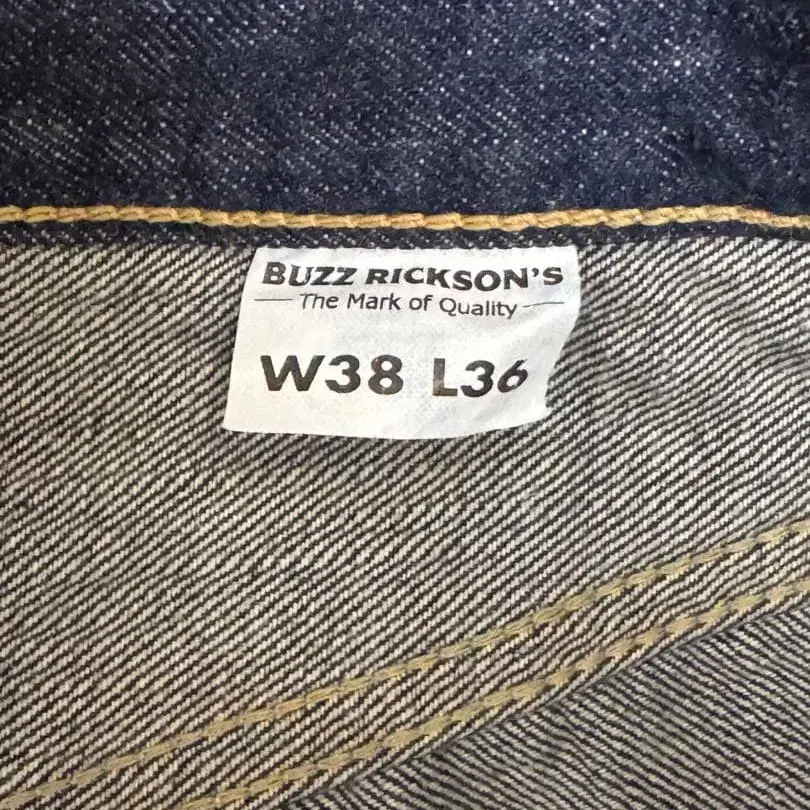 BUZZ RICKSON'S
The Mark of Quality
W38 L36